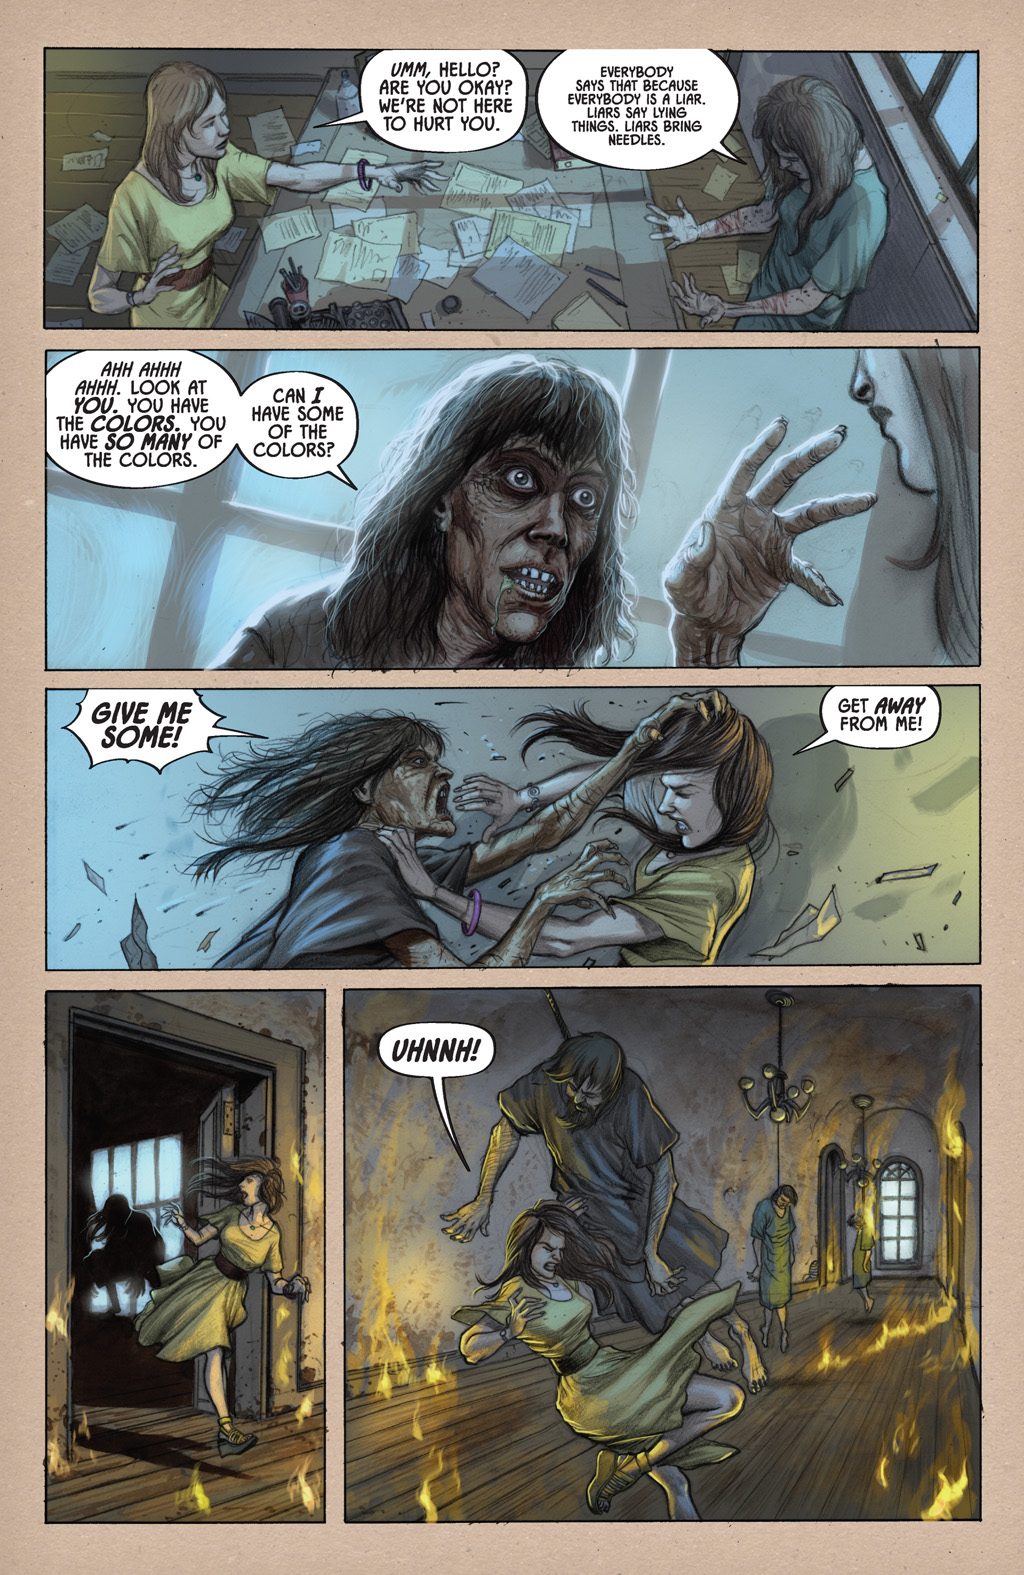 UMM, HELLO?
ARE YOU OKAY?
WE'RE NOT HERE
TO HURT YOU.
EVERYBODY
SAYS THAT BECAUSE
EVERYBODY IS A LIAR.
LIARS SAY LYING
THINGS. LIARS BRING
NEEDLES.
AHH AHHH
AHHH. LOOK AT
YOU. YOU HAVE
THE COLORS. YOU
HAVE SO MANY OF
THE COLORS.
CAN I
HAVE SOME
OF THE
COLORS?
GIVE ME
SOME!
GET AWAY
FROM ME!
UHNNH!